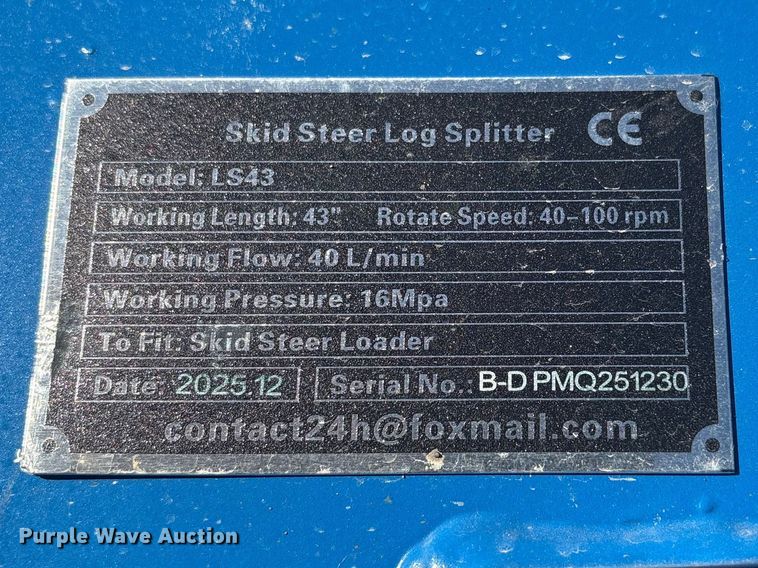 Skid Steer Log Splitter CE
Model: LS43
Working Length: 43" Rotate Speed: 40-100 rpm
Working Flow: 40 L/min
Working Pressure: 16Mpa
To Fit: Skid Steer Loader
Date: 2025.12 Serial No.: B-D PMQ251230
contact24h@foxmail.com
Purple Wave Auction